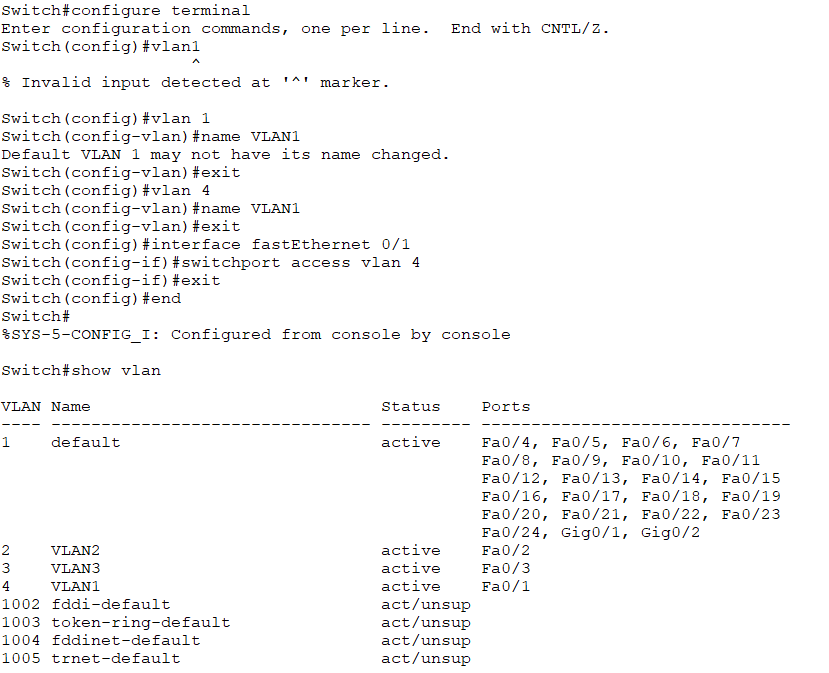 Switch#configure terminal
Enter configuration commands, one per line.  End with CNTL/Z.
Switch(config)#vlan1
^
% Invalid input detected at '^' marker.
Switch(config)#vlan 1
Switch(config-vlan)#name VLAN1
Default VLAN 1 may not have its name changed.
Switch(config-vlan)#exit
Switch(config)#vlan 4
Switch(config-vlan)#name VLAN1
Switch(config-vlan)#exit
Switch(config)#interface fastEthernet 0/1
Switch(config-if)#switchport access vlan 4
Switch(config-if)#exit
Switch(config)#end
Switch#
%SYS-5-CONFIG_I: Configured from console by console
Switch#show vlan
VLAN Name                             Status    Ports
---- -------------------------------- --------- -------------------------------
1    default                          active    Fa0/4, Fa0/5, Fa0/6, Fa0/7
Fa0/8, Fa0/9, Fa0/10, Fa0/11
Fa0/12, Fa0/13, Fa0/14, Fa0/15
Fa0/16, Fa0/17, Fa0/18, Fa0/19
Fa0/20, Fa0/21, Fa0/22, Fa0/23
Fa0/24, Gig0/1, Gig0/2
2    VLAN2                            active    Fa0/2
3    VLAN3                            active    Fa0/3
4    VLAN1                            active    Fa0/1
1002 fddi-default                     act/unsup
1003 token-ring-default               act/unsup
1004 fddinet-default                  act/unsup
1005 trnet-default                    act/unsup